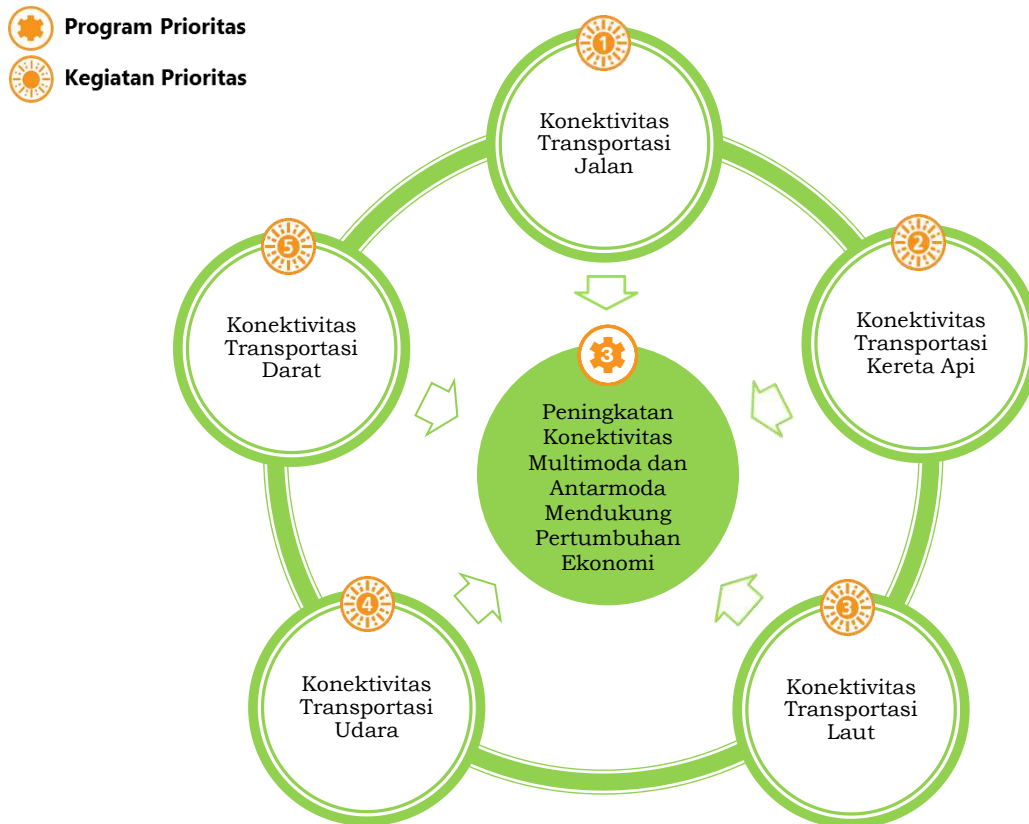 Program Prioritas
Kegiatan Prioritas
1
Konektivitas
Transportasi
Jalan
2
Konektivitas
Transportasi
Kereta Api
3
Konektivitas
Transportasi
Laut
4
Konektivitas
Transportasi
Udara
5
Konektivitas
Transportasi
Darat
3
Peningkatan
Konektivitas
Multimoda dan
Antarmoda
Mendukung
Pertumbuhan
Ekonomi